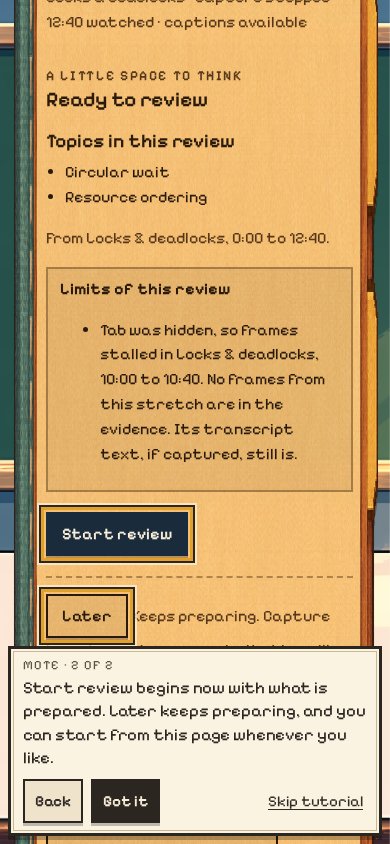 12:40 watched · captions available
A LITTLE SPACE TO THINK
Ready to review
Topics in this review
• Circular wait
• Resource ordering
From Locks & deadlocks, 0:00 to 12:40.
Limits of this review
• Tab was hidden, so frames
stalled in Locks & deadlocks,
10:00 to 10:40. No frames from
this stretch are in the
evidence. Its transcript
text, if captured, still is.
Start review
Later Keeps preparing. Capture
MOTE · 2 OF 2
Start review begins now with what is
prepared. Later keeps preparing, and you
can start from this page whenever you
like.
Back Got it Skip tutorial